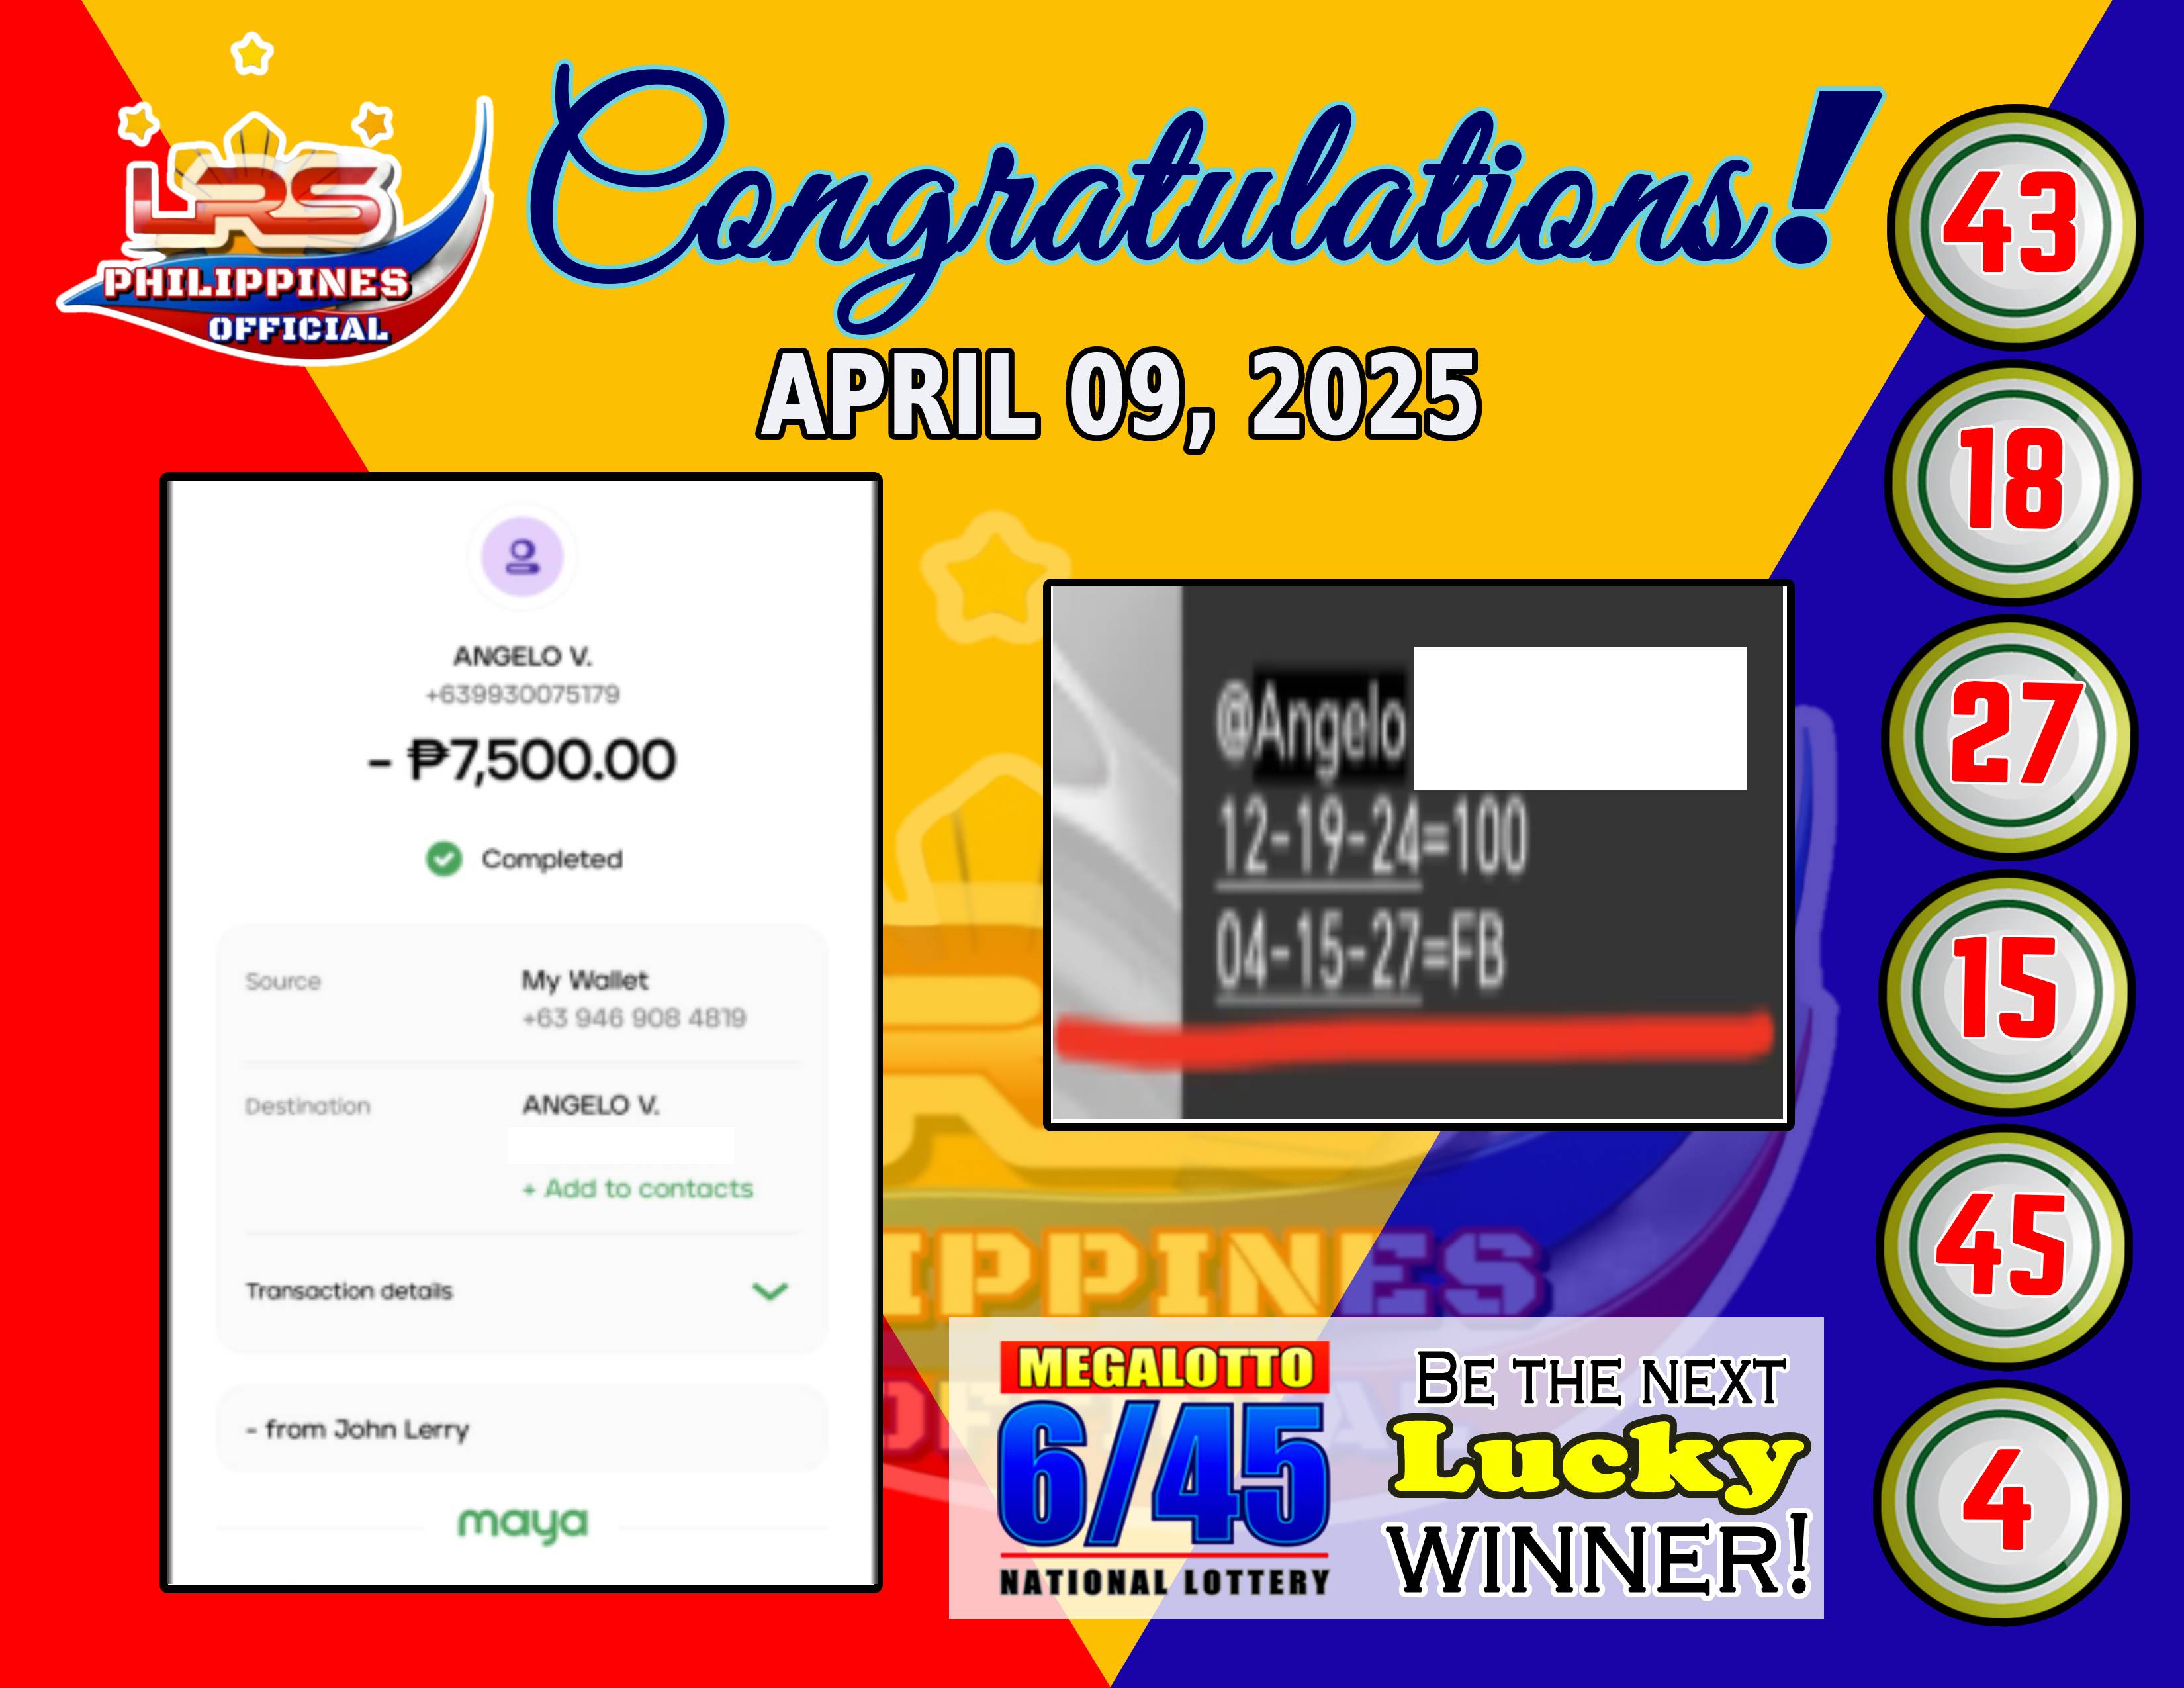 LRS
PHILIPPINES
OFFICIAL
Congratulations!
APRIL 09, 2025
ANGELO V.
+639930075179
- ₱7,500.00
Completed
Source
My Wallet
+63 946 908 4819
Destination
ANGELO V.
+ Add to contacts
Transaction details
- from John Lerry
maya
@Angelo
12-19-24=100
04-15-27=FB
IPPINES
MEGALOTTO
6/45
NATIONAL LOTTERY
BE THE NEXT
Lucky
WINNER!
43
18
27
15
45
4